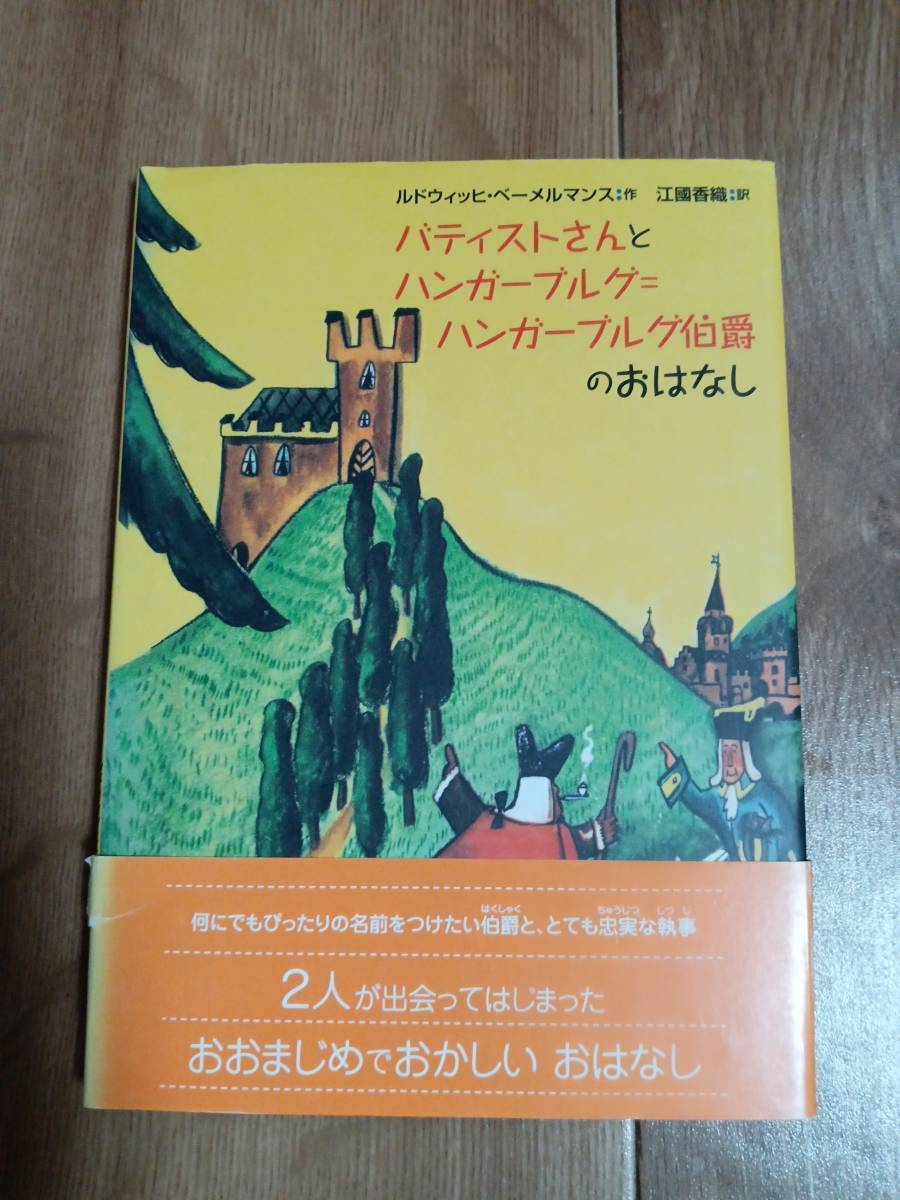 ルドウィッヒ・ベーメルマンス:作　江國香織:訳
バティストさんと
ハンガーブルグ=
ハンガーブルグ伯爵
のおはなし
何にでもぴったりの名前をつけたい伯爵と、とても忠実な執事
はくしゃく　ちゅうじつ　しつじ
2人が出会ってはじまった
おおまじめでおかしい おはなし